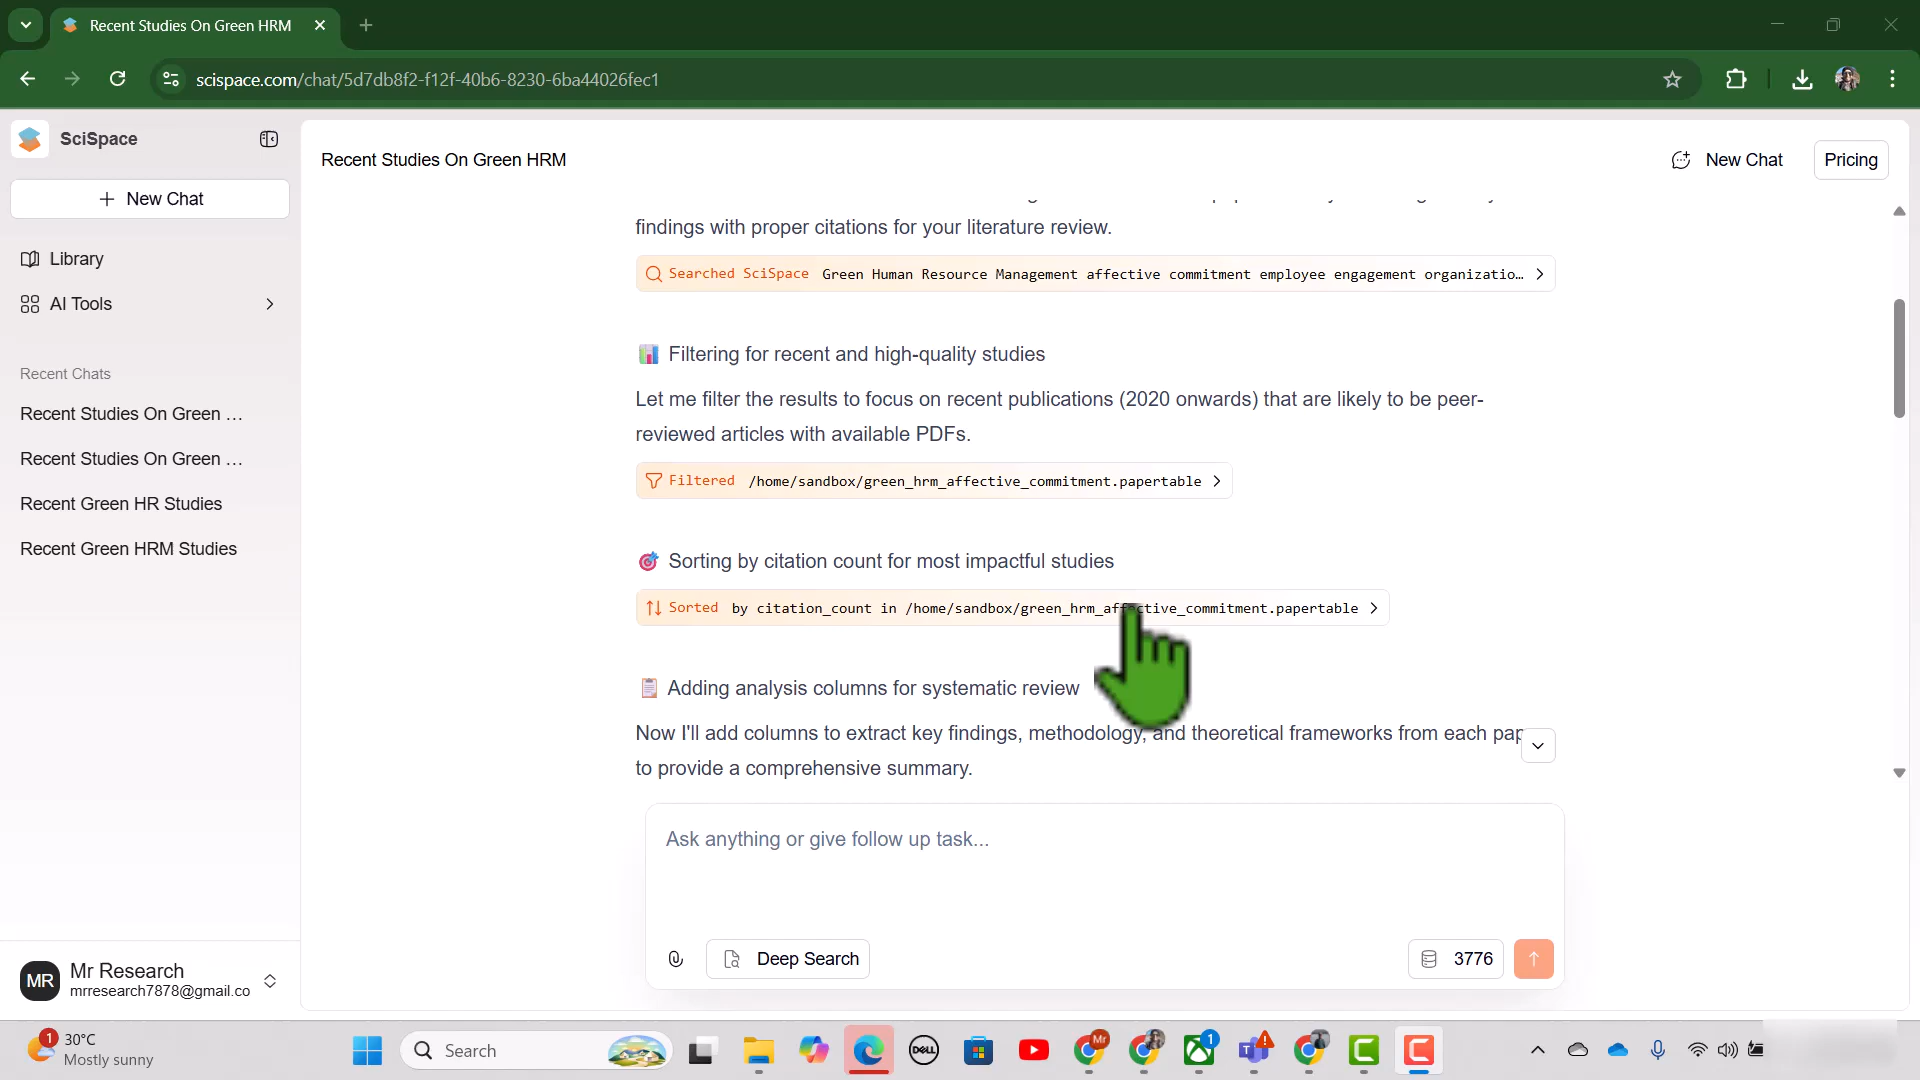 Recent Studies On Green HRM
scispace.com/chat/5d7db8f2-f12f-40b6-8230-6ba44026fec1
SciSpace
New Chat
Library
AI Tools
Recent Chats
Recent Studies On Green ...
Recent Studies On Green ...
Recent Green HR Studies
Recent Green HRM Studies
MR
Mr Research
mrresearch7878@gmail.co
Recent Studies On Green HRM
New Chat
Pricing
findings with proper citations for your literature review.
Searched SciSpace Green Human Resource Management affective commitment employee engagement organizatio…
Filtering for recent and high-quality studies
Let me filter the results to focus on recent publications (2020 onwards) that are likely to be peer-
reviewed articles with available PDFs.
Filtered /home/sandbox/green_hrm_affective_commitment.papertable
Sorting by citation count for most impactful studies
Sorted by citation_count in /home/sandbox/green_hrm_affective_commitment.papertable
Adding analysis columns for systematic review
Now I'll add columns to extract key findings, methodology, and theoretical frameworks from each pap
to provide a comprehensive summary.
Ask anything or give follow up task...
Deep Search
3776
1
30°C
Mostly sunny
Search
DELL
Mr
1